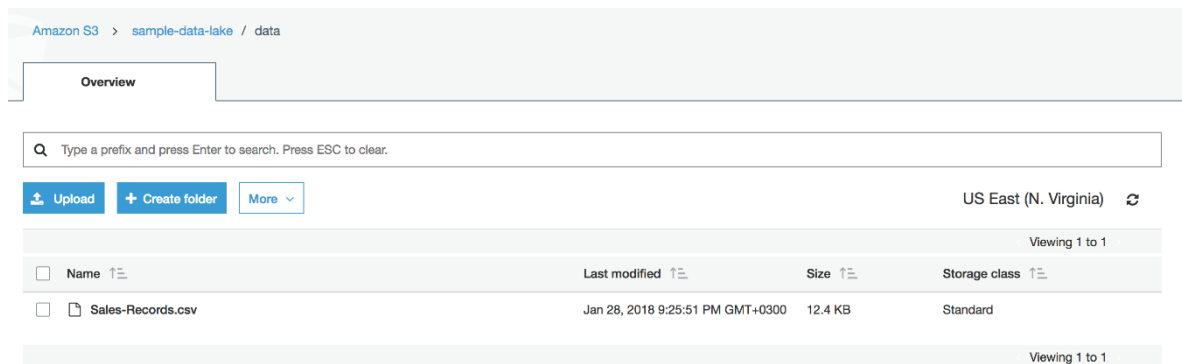 Amazon S3 > sample-data-lake / data
Overview
Type a prefix and press Enter to search. Press ESC to clear.
Upload + Create folder More US East (N. Virginia)
Viewing 1 to 1
Name Last modified Size Storage class
Sales-Records.csv Jan 28, 2018 9:25:51 PM GMT+0300 12.4 KB Standard
Viewing 1 to 1